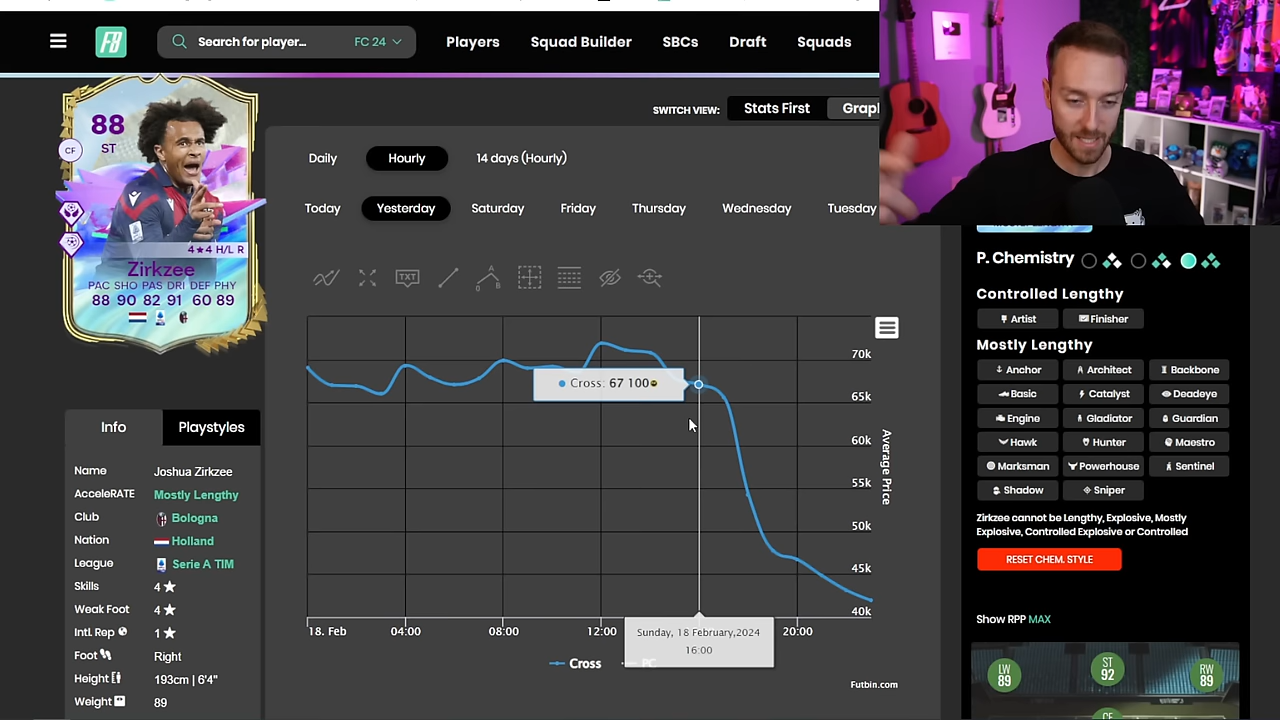 FB
Search for player...
FC 24
Players
Squad Builder
SBCs
Draft
Squads
SWITCH VIEW:
Stats First
Graph
88
ST
CF
4★4 H/L R
Zirkzee
PAC SHO PAS DRI DEF PHY
88 90 82 91 60 89
Daily
Hourly
14 days (Hourly)
Today
Yesterday
Saturday
Friday
Thursday
Wednesday
Tuesday
TXT
Cross: 67 100
70k
65k
60k
55k
50k
45k
40k
Average Price
18. Feb
04:00
08:00
12:00
20:00
Sunday, 18 February, 2024
16:00
Cross
PC
Futbin.com
Info
Playstyles
Name Joshua Zirkzee
AcceleRATE Mostly Lengthy
Club Bologna
Nation Holland
League Serie A TIM
Skills 4★
Weak Foot 4★
Intl. Rep 1★
Foot Right
Height 193cm | 6'4"
Weight 89
P. Chemistry
Controlled Lengthy
Artist
Finisher
Mostly Lengthy
Anchor
Architect
Backbone
Basic
Catalyst
Deadeye
Engine
Gladiator
Guardian
Hawk
Hunter
Maestro
Marksman
Powerhouse
Sentinel
Shadow
Sniper
Zirkzee cannot be Lengthy, Explosive, Mostly
Explosive, Controlled Explosive or Controlled
RESET CHEM. STYLE
Show RPP MAX
LW
89
ST
92
RW
89
CF